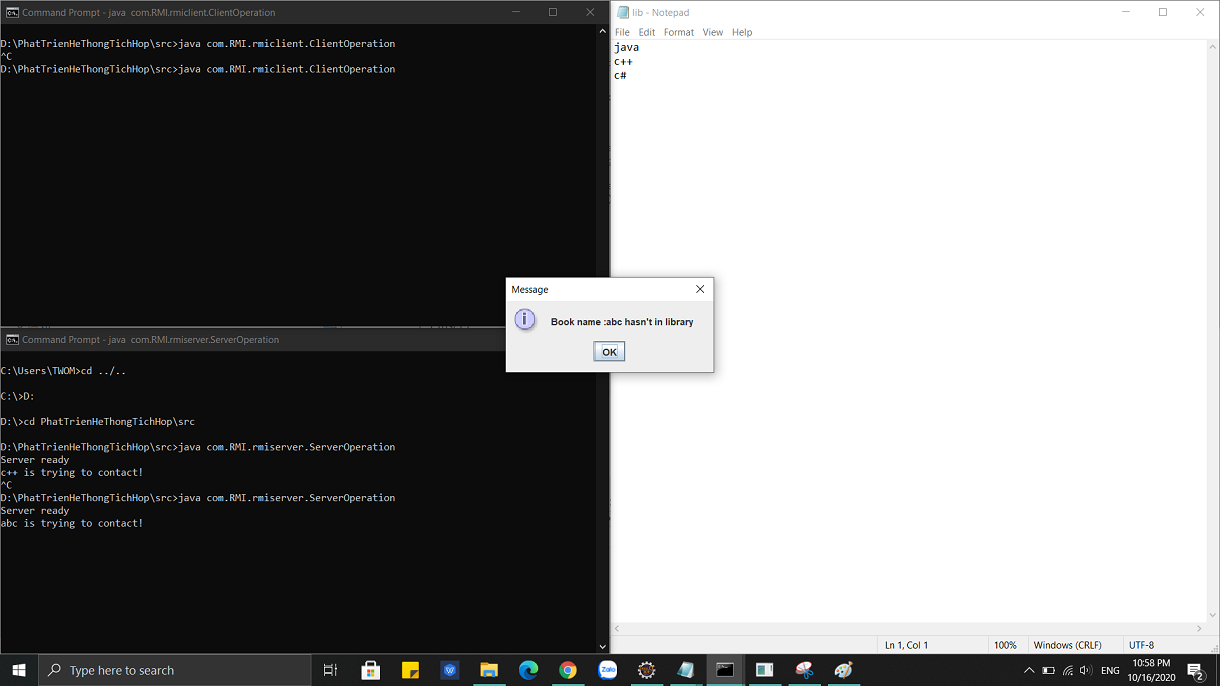 Command Prompt - java  com.RMI.rmiclient.ClientOperation
D:\PhatTrienHeThongTichHop\src>java com.RMI.rmiclient.ClientOperation
^C
D:\PhatTrienHeThongTichHop\src>java com.RMI.rmiclient.ClientOperation
lib - Notepad
File Edit Format View Help
java
c++
c#
Message
Book name :abc hasn't in library
OK
Command Prompt - java  com.RMI.rmiserver.ServerOperation
C:\Users\TWOM>cd ../..
C:\>D:
D:\>cd PhatTrienHeThongTichHop\src
D:\PhatTrienHeThongTichHop\src>java com.RMI.rmiserver.ServerOperation
Server ready
c++ is trying to contact!
^C
D:\PhatTrienHeThongTichHop\src>java com.RMI.rmiserver.ServerOperation
Server ready
abc is trying to contact!
Ln 1, Col 1 100% Windows (CRLF) UTF-8
Type here to search
Zalo
ENG
10:58 PM
10/16/2020
2